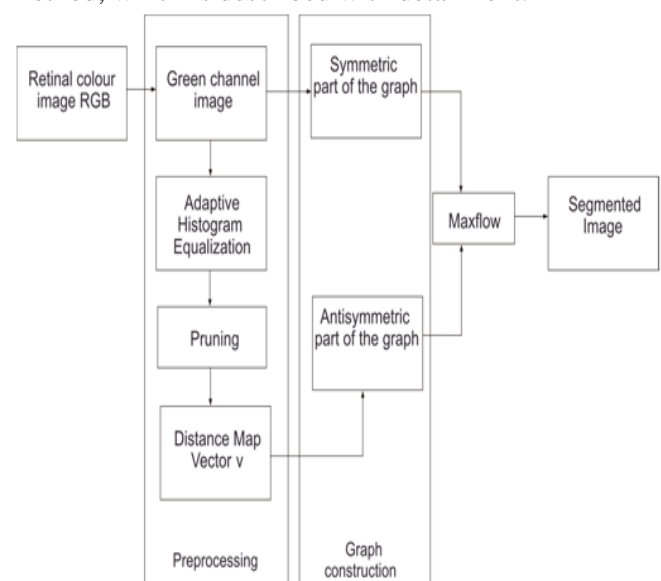 Retinal colour
image RGB
Green channel
image
Symmetric
part of the graph
Adaptive
Histogram
Equalization
Maxflow
Segmented
Image
Pruning
Antisymmetric
part of the graph
Distance Map
Vector v
Preprocessing
Graph
construction